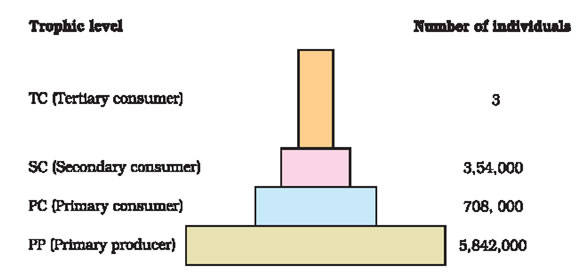 Trophic level Number of individuals
TC (Tertiary consumer) 3
SC (Secondary consumer) 3,54,000
PC (Primary consumer) 708, 000
PP (Primary producer) 5,842,000